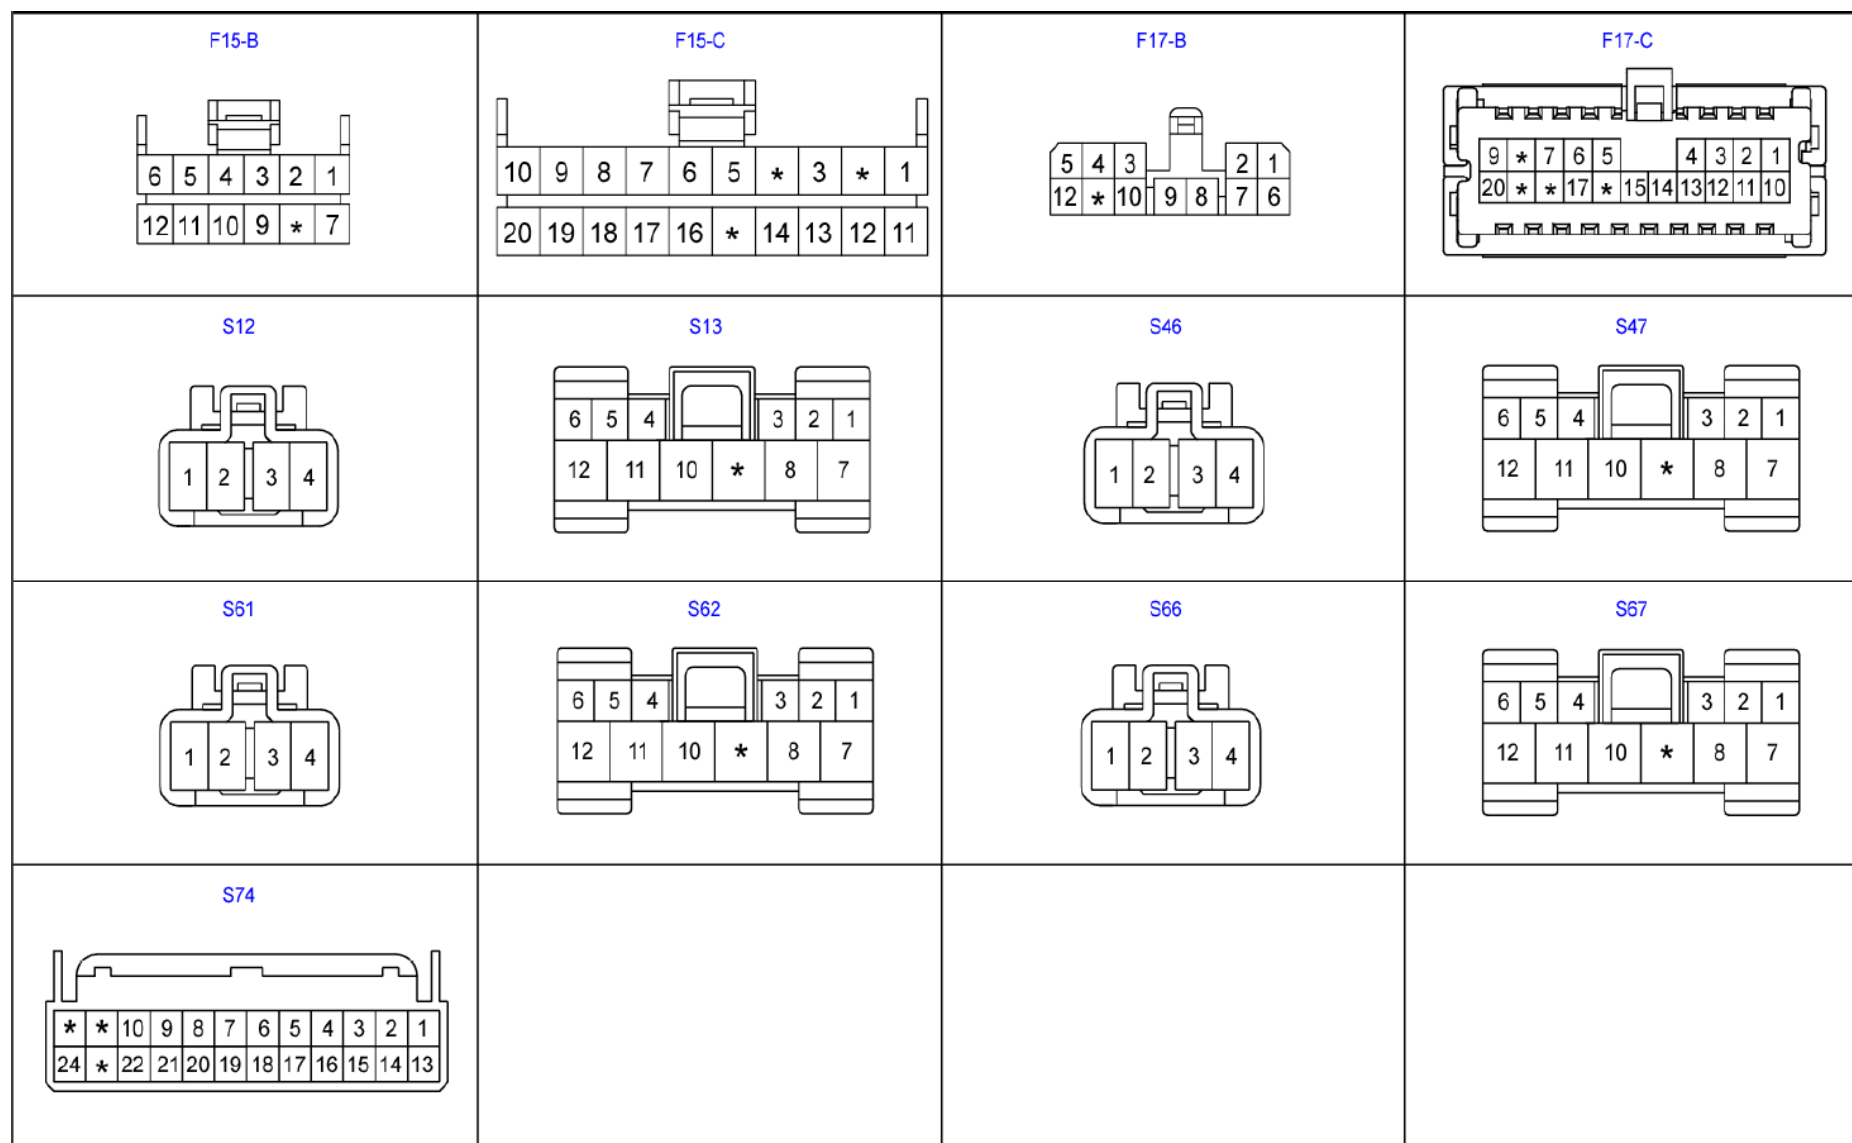 F15-B
F15-C
F17-B
F17-C
6 5 4 3 2 1
12 11 10 9 * 7
10 9 8 7 6 5 * 3 * 1
20 19 18 17 16 * 14 13 12 11
5 4 3 2 1
12 * 10 9 8 7 6
9 * 7 6 5 4 3 2 1
20 * * 17 * 15 14 13 12 11 10
S12
S13
S46
S47
1 2 3 4
6 5 4 3 2 1
12 11 10 * 8 7
1 2 3 4
6 5 4 3 2 1
12 11 10 * 8 7
S61
S62
S66
S67
1 2 3 4
6 5 4 3 2 1
12 11 10 * 8 7
1 2 3 4
6 5 4 3 2 1
12 11 10 * 8 7
S74
* * 10 9 8 7 6 5 4 3 2 1
24 * 22 21 20 19 18 17 16 15 14 13